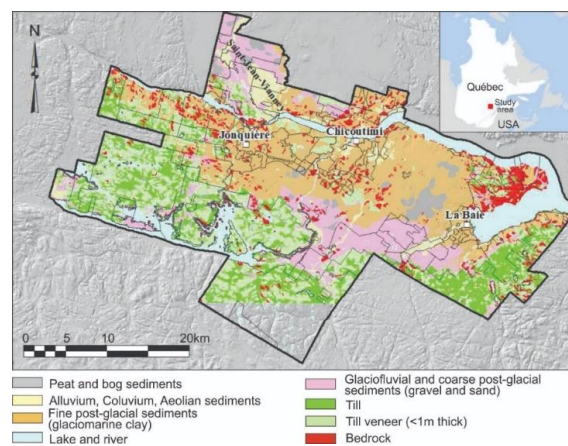 N
Québec
Study
area
USA
Saint-Jean-Vianney
Jonquière
Chicoutimi
La Baie
0 5 10 20km
Peat and bog sediments
Alluvium, Coluvium, Aeolian sediments
Fine post-glacial sediments
(glaciomarine clay)
Lake and river
Glaciofluvial and coarse post-glacial
sediments (gravel and sand)
Till
Till veneer (<1m thick)
Bedrock